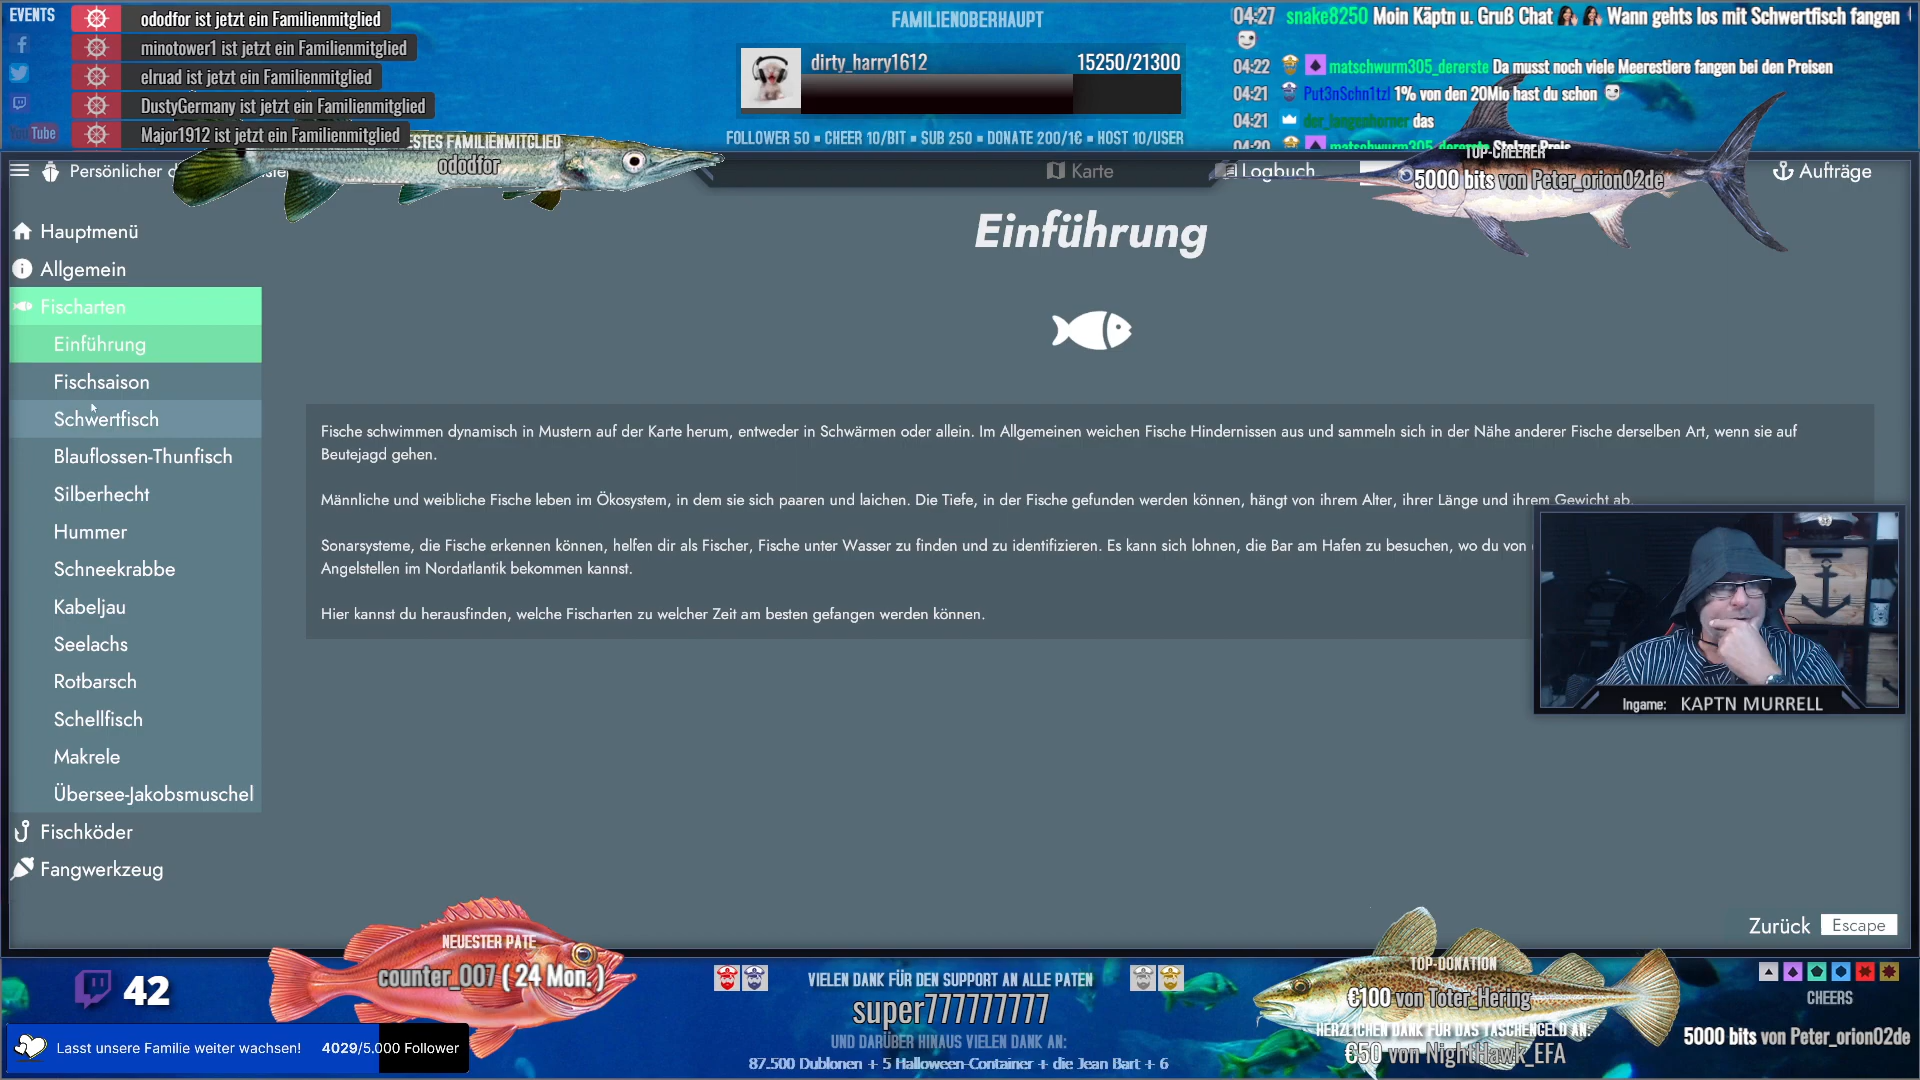 EVENTS
ododfor ist jetzt ein Familienmitglied
minotower1 ist jetzt ein Familienmitglied
elruad ist jetzt ein Familienmitglied
DustyGermany ist jetzt ein Familienmitglied
Major1912 ist jetzt ein Familienmitglied
YouTube
FAMILIENOBERHAUPT
dirty_harry1612 15250/21300
FOLLOWER 50 ▪ CHEER 10/BIT ▪ SUB 250 ▪ DONATE 200/1€ ▪ HOST 10/USER
04:27 snake8250 Moin Käptn u. Gruß Chat Wann gehts los mit Schwertfisch fangen
04:22 matschwurm305_dererste Da musst noch viele Meerestiere fangen bei den Preisen
04:21 Put3nSchn1tzl 1% von den 20Mio hast du schon
04:21 der_langenhorner das
04:20 matschwurm305_dererste Stolzer Preis
ESTES FAMILIENMITGLIED
ododfor
TOP-CHEERER
5000 bits von Peter_orion02de
Persönlicher
Karte
Logbuch
Aufträge
Hauptmenü
Allgemein
Fischarten
Einführung
Fischsaison
Schwertfisch
Blauflossen-Thunfisch
Silberhecht
Hummer
Schneekrabbe
Kabeljau
Seelachs
Rotbarsch
Schellfisch
Makrele
Übersee-Jakobsmuschel
Fischköder
Fangwerkzeug
Einführung
Fische schwimmen dynamisch in Mustern auf der Karte herum, entweder in Schwärmen oder allein. Im Allgemeinen weichen Fische Hindernissen aus und sammeln sich in der Nähe anderer Fische derselben Art, wenn sie auf
Beutejagd gehen.
Männliche und weibliche Fische leben im Ökosystem, in dem sie sich paaren und laichen. Die Tiefe, in der Fische gefunden werden können, hängt von ihrem Alter, ihrer Länge und ihrem Gewicht ab.
Sonarsysteme, die Fische erkennen können, helfen dir als Fischer, Fische unter Wasser zu finden und zu identifizieren. Es kann sich lohnen, die Bar am Hafen zu besuchen, wo du von
Angelstellen im Nordatlantik bekommen kannst.
Hier kannst du herausfinden, welche Fischarten zu welcher Zeit am besten gefangen werden können.
Ingame: KAPTN MURRELL
Zurück Escape
42
Lasst unsere Familie weiter wachsen! 4029/5.000 Follower
NEUESTER PATE
counter_007 ( 24 Mon. )
VIELEN DANK FÜR DEN SUPPORT AN ALLE PATEN
super777777777
UND DARÜBER HINAUS VIELEN DANK AN:
87.500 Dublonen + 5 Halloween-Container + die Jean Bart + 6
TOP-DONATION
€100 von Toter_Hering
HERZLICHEN DANK FÜR DAS TASCHENGELD AN:
€50 von NightHawk_EFA
CHEERS
5000 bits von Peter_orion02de